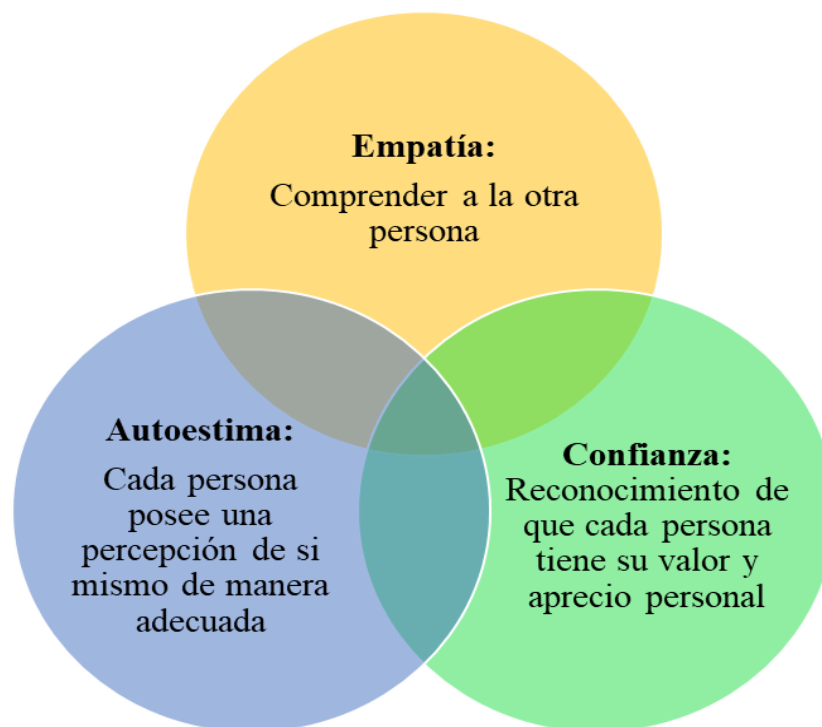 Empatía:
Comprender a la otra
persona
Autoestima:
Cada persona
posee una
percepción de si
mismo de manera
adecuada
Confianza:
Reconocimiento de
que cada persona
tiene su valor y
aprecio personal